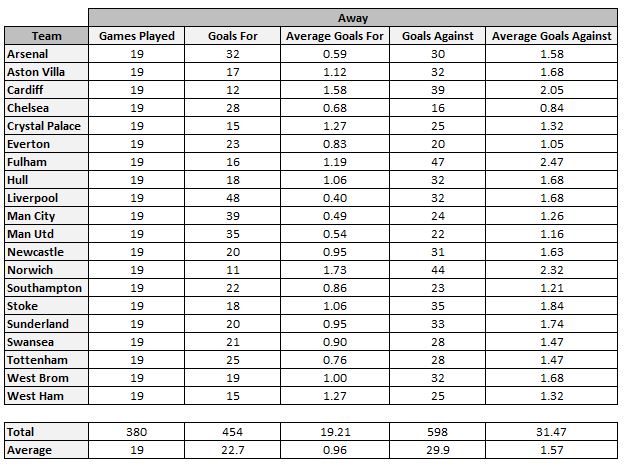 Away
Team Games Played Goals For Average Goals For Goals Against Average Goals Against
Arsenal 19 32 0.59 30 1.58
Aston Villa 19 17 1.12 32 1.68
Cardiff 19 12 1.58 39 2.05
Chelsea 19 28 0.68 16 0.84
Crystal Palace 19 15 1.27 25 1.32
Everton 19 23 0.83 20 1.05
Fulham 19 16 1.19 47 2.47
Hull 19 18 1.06 32 1.68
Liverpool 19 48 0.40 32 1.68
Man City 19 39 0.49 24 1.26
Man Utd 19 35 0.54 22 1.16
Newcastle 19 20 0.95 31 1.63
Norwich 19 11 1.73 44 2.32
Southampton 19 22 0.86 23 1.21
Stoke 19 18 1.06 35 1.84
Sunderland 19 20 0.95 33 1.74
Swansea 19 21 0.90 28 1.47
Tottenham 19 25 0.76 28 1.47
West Brom 19 19 1.00 32 1.68
West Ham 19 15 1.27 25 1.32
Total 380 454 19.21 598 31.47
Average 19 22.7 0.96 29.9 1.57